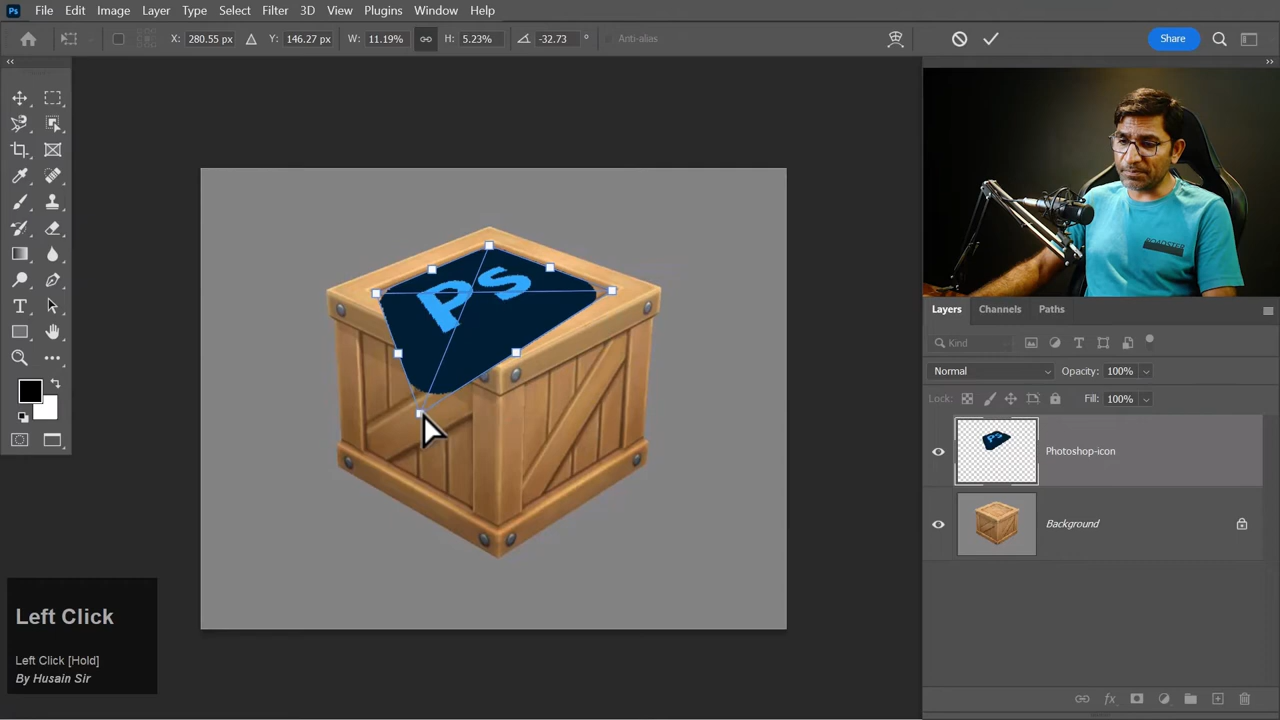 Ps File Edit Image Layer Type Select Filter 3D View Plugins Window Help
X: 280.55 px Y: 146.27 px W: 11.19% H: 5.23% -32.73 ° Anti-alias Share
Ps
ROADSTER
Layers Channels Paths
Kind
Normal Opacity: 100%
Lock: Fill: 100%
Ps
Photoshop-icon
Background
Left Click
Left Click [Hold]
By Husain Sir